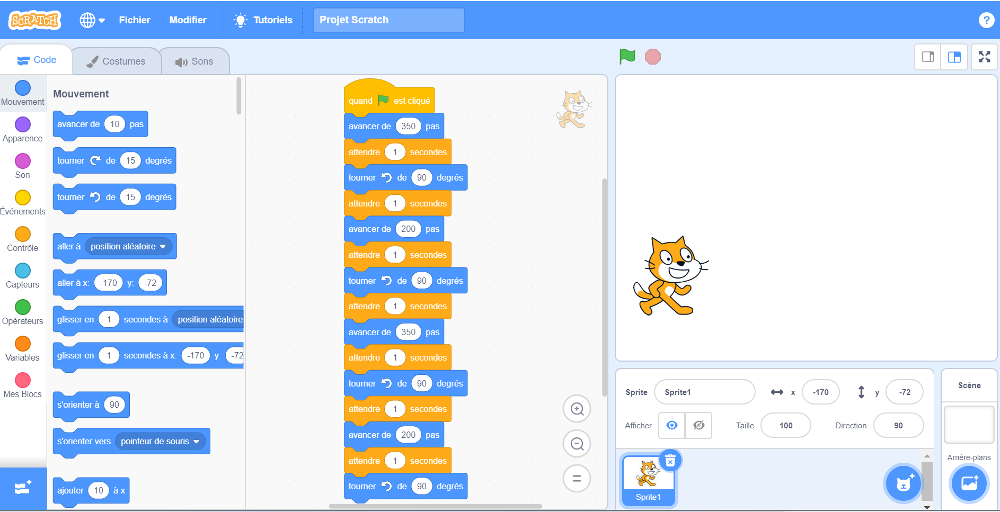 SCRATCH
Fichier
Modifier
Tutoriels
Projet Scratch
?
Code
Costumes
Sons
Mouvement
Apparence
Son
Événements
Contrôle
Capteurs
Opérateurs
Variables
Mes Blocs
Mouvement
avancer de 10 pas
tourner de 15 degrés
tourner de 15 degrés
aller à position aléatoire
aller à x: -170 y: -72
glisser en 1 secondes à position aléatoire
glisser en 1 secondes à x: -170 y: -72
s'orienter à 90
s'orienter vers pointeur de souris
ajouter 10 à x
quand est cliqué
avancer de 350 pas
attendre 1 secondes
tourner de 90 degrés
attendre 1 secondes
avancer de 200 pas
attendre 1 secondes
tourner de 90 degrés
attendre 1 secondes
avancer de 350 pas
attendre 1 secondes
tourner de 90 degrés
attendre 1 secondes
avancer de 200 pas
attendre 1 secondes
tourner de 90 degrés
Sprite Sprite1 x -170 y -72
Afficher Taille 100 Direction 90
Sprite1
Scène
Arrière-plans